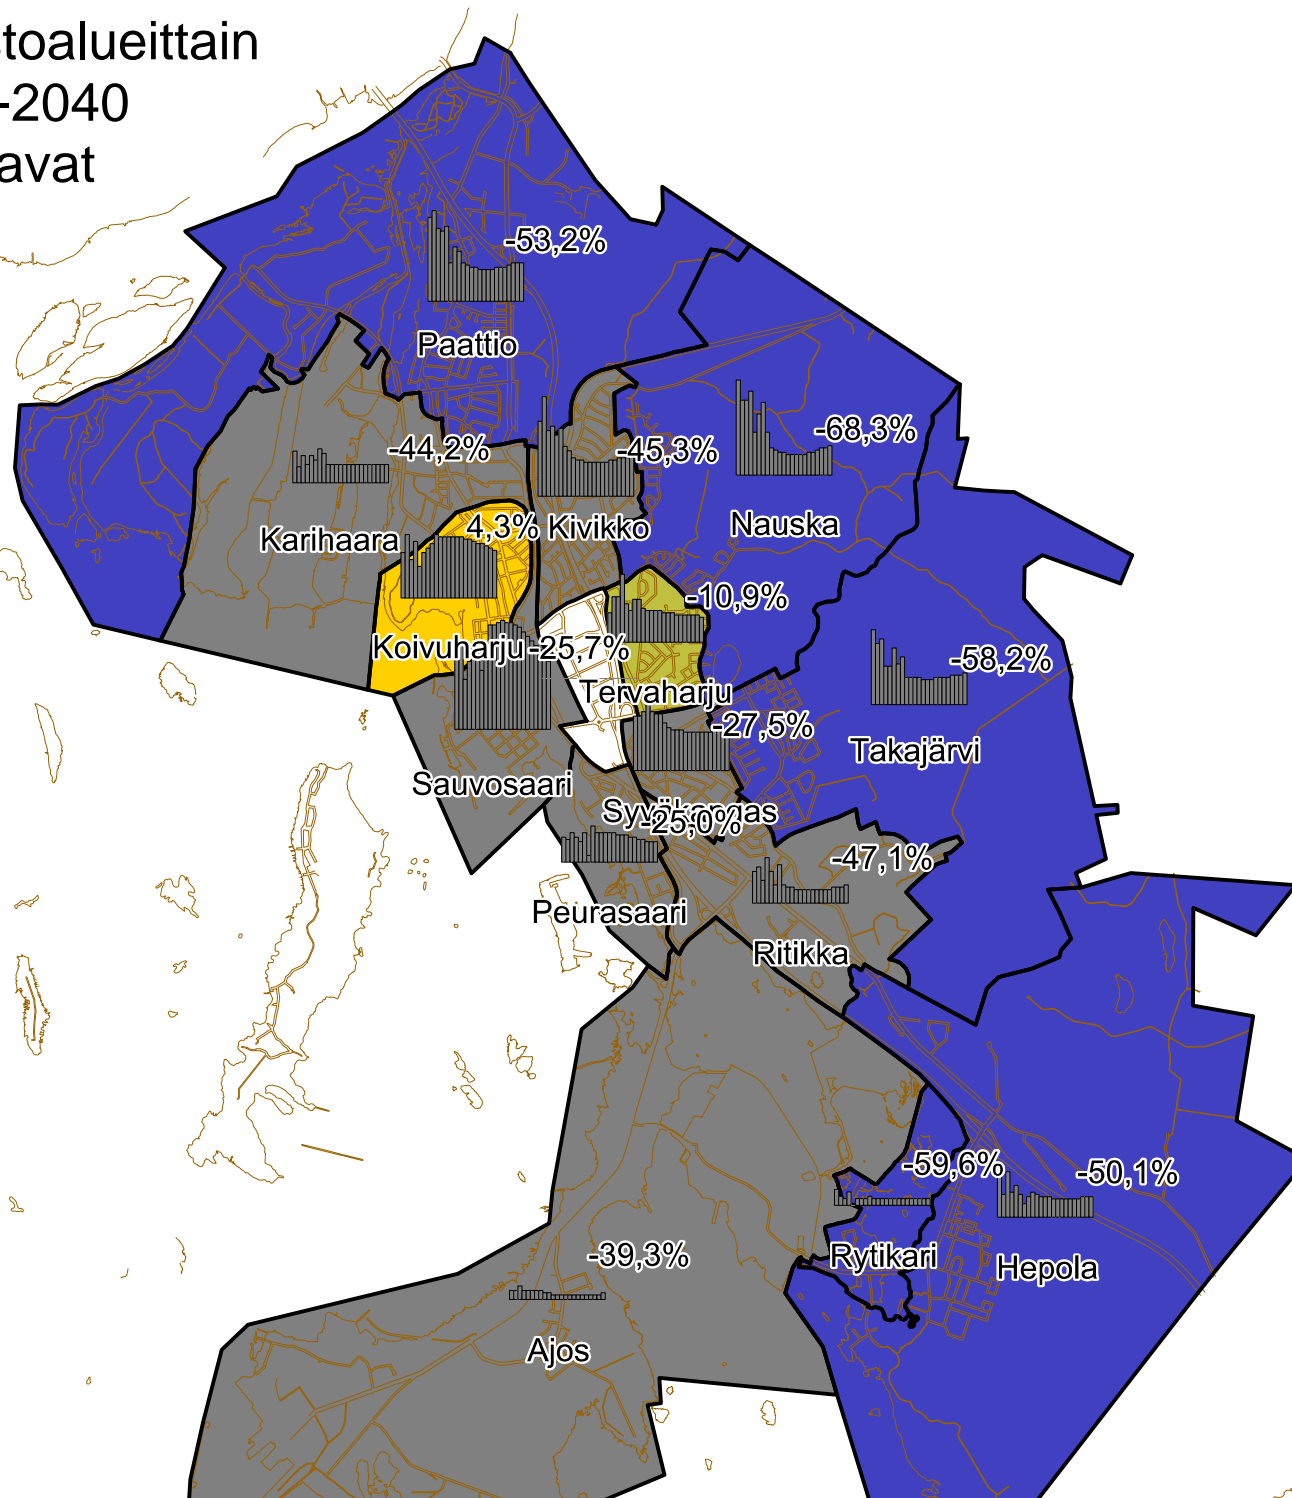 stoalueittain
-2040
avat
-53,2%
Paattio
-68,3%
-44,2%
-45,3%
4,3%
Kivikko
Nauska
Karihaara
-10,9%
Koivuharju
-25,7%
-58,2%
Tervaharju
-27,5%
Takajärvi
Sauvosaari
Syväkangas
-25,0%
-47,1%
Peurasaari
Ritikka
-59,6%
-50,1%
-39,3%
Rytikari
Hepola
Ajos